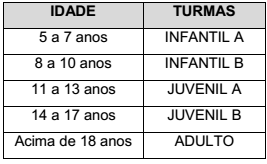 IDADE TURMAS
5 a 7 anos INFANTIL A
8 a 10 anos INFANTIL B
11 a 13 anos JUVENIL A
14 a 17 anos JUVENIL B
Acima de 18 anos ADULTO